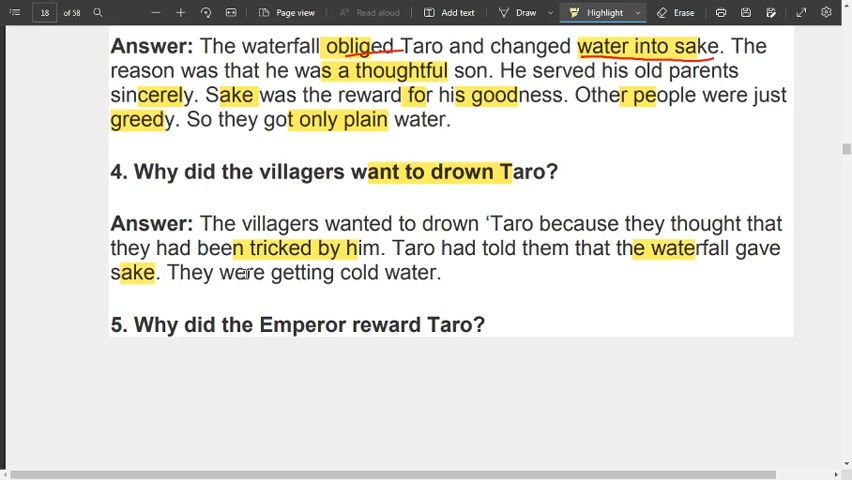 18 of 58 Page view Read aloud Add text Draw Highlight Erase
Answer: The waterfall obliged Taro and changed water into sake. The
reason was that he was a thoughtful son. He served his old parents
sincerely. Sake was the reward for his goodness. Other people were just
greedy. So they got only plain water.
4. Why did the villagers want to drown Taro?
Answer: The villagers wanted to drown ‘Taro because they thought that
they had been tricked by him. Taro had told them that the waterfall gave
sake. They were getting cold water.
5. Why did the Emperor reward Taro?